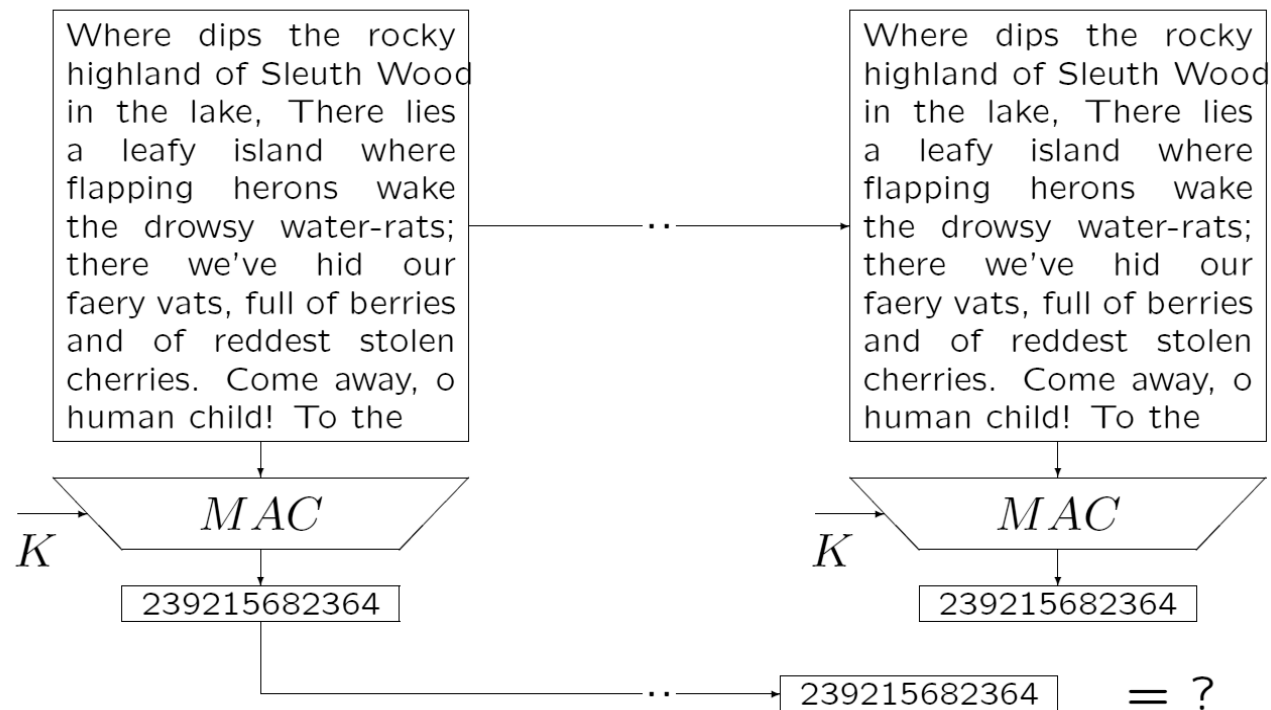 Where dips the rocky
highland of Sleuth Wood
in the lake, There lies
a leafy island where
flapping herons wake
the drowsy water-rats;
there we've hid our
faery vats, full of berries
and of reddest stolen
cherries. Come away, o
human child! To the
Where dips the rocky
highland of Sleuth Wood
in the lake, There lies
a leafy island where
flapping herons wake
the drowsy water-rats;
there we've hid our
faery vats, full of berries
and of reddest stolen
cherries. Come away, o
human child! To the
..
MAC
K
MAC
K
239215682364
239215682364
..
239215682364
= ?